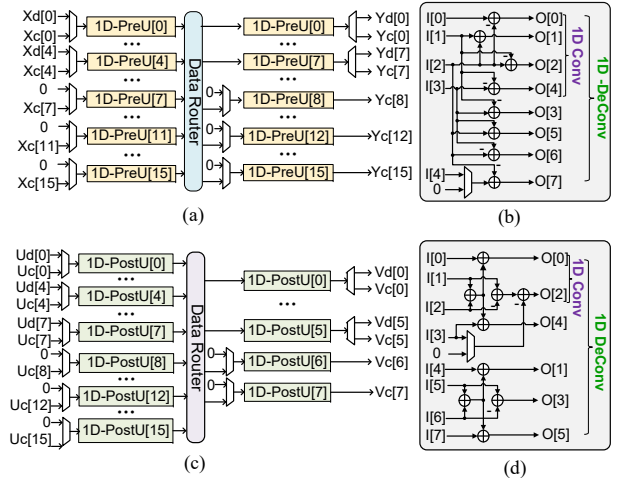 Xd[0]
Xc[0]
1D-PreU[0]
1D-PreU[0]
Yd[0]
Yc[0]
...
...
Xd[4]
Xc[4]
1D-PreU[4]
1D-PreU[7]
Yd[7]
Yc[7]
...
...
0
Xc[7]
1D-PreU[7]
0
1D-PreU[8]
Yc[8]
...
...
0
Xc[11]
1D-PreU[11]
0
1D-PreU[12]
Yc[12]
...
...
0
Xc[15]
1D-PreU[15]
0
1D-PreU[15]
Yc[15]
Data Router
(a)
I[0]
I[1]
I[2]
I[3]
I[4]
0
-
-
-
-
-
-
O[0]
O[1]
O[2]
O[4]
O[3]
O[5]
O[6]
O[7]
1D Conv
1D -DeConv
(b)
Ud[0]
Uc[0]
1D-PostU[0]
...
Ud[4]
Uc[4]
1D-PostU[4]
...
Ud[7]
Uc[7]
1D-PostU[7]
0
Uc[8]
1D-PostU[8]
...
0
Uc[12]
1D-PostU[12]
...
0
Uc[15]
1D-PostU[15]
Data Router
1D-PostU[0]
Vd[0]
Vc[0]
...
1D-PostU[5]
Vd[5]
Vc[5]
0
1D-PostU[6]
Vc[6]
0
1D-PostU[7]
Vc[7]
(c)
I[0]
I[1]
I[2]
I[3]
0
I[4]
I[5]
I[6]
I[7]
-
-
-
O[0]
O[2]
O[4]
O[1]
O[3]
O[5]
1D Conv
1D DeConv
(d)